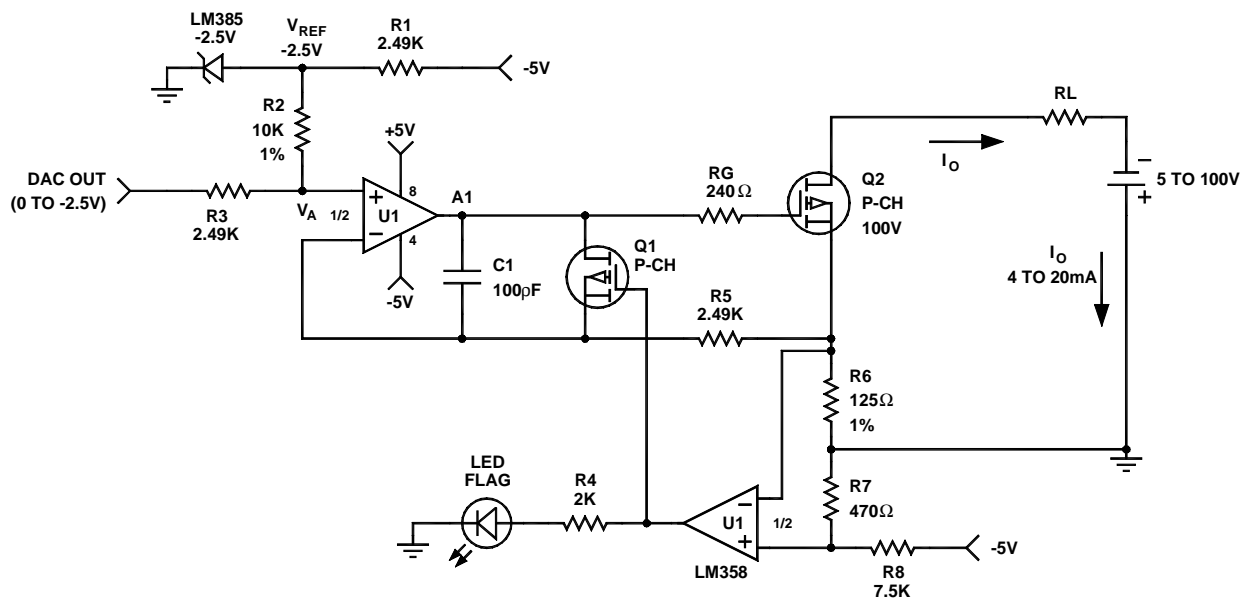 LM385
-2.5V
VREF
-2.5V
R1
2.49K
-5V
R2
10K
1%
+5V
DAC OUT
(0 TO -2.5V)
R3
2.49K
VA
1/2
+
−
U1
8
4
-5V
A1
C1
100ρF
Q1
P-CH
RG
240Ω
Q2
P-CH
100V
RL
IO
−
+
5 TO 100V
IO
4 TO 20mA
R5
2.49K
R6
125Ω
1%
LED
FLAG
R4
2K
U1
−
+
1/2
LM358
R7
470Ω
R8
7.5K
-5V